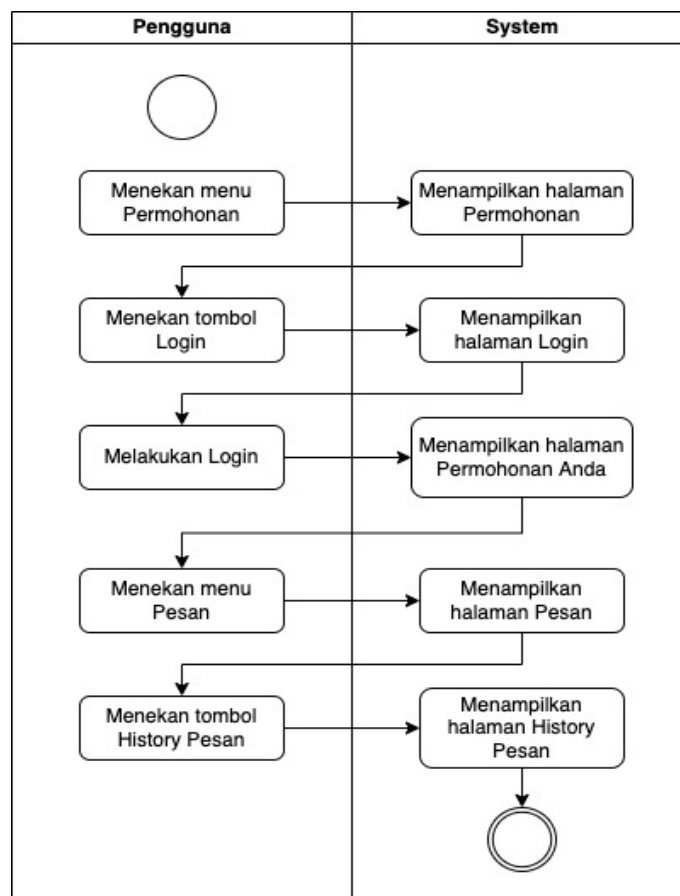 Pengguna
System
Menekan menu
Permohonan
Menampilkan halaman
Permohonan
Menekan tombol
Login
Menampilkan
halaman Login
Melakukan Login
Menampilkan halaman
Permohonan Anda
Menekan menu
Pesan
Menampilkan
halaman Pesan
Menekan tombol
History Pesan
Menampilkan
halaman History
Pesan